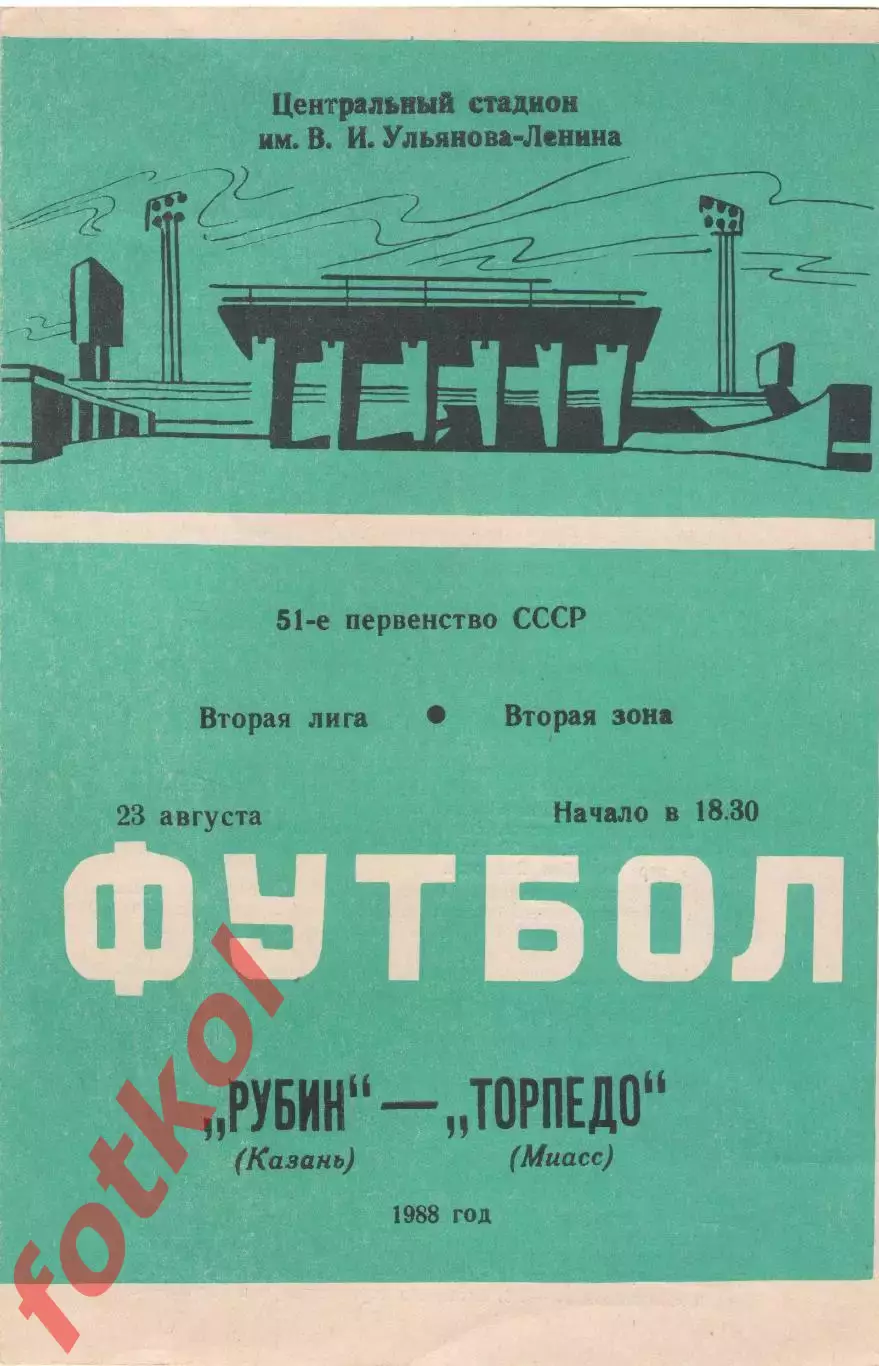 Центральный стадион
им. В. И. Ульянова-Ленина
51-е первенство СССР
Вторая лига ● Вторая зона
23 августа Начало в 18.30
ФУТБОЛ
„РУБИН“ — „ТОРПЕДО“
(Казань) (Миасс)
1988 год
fotkol